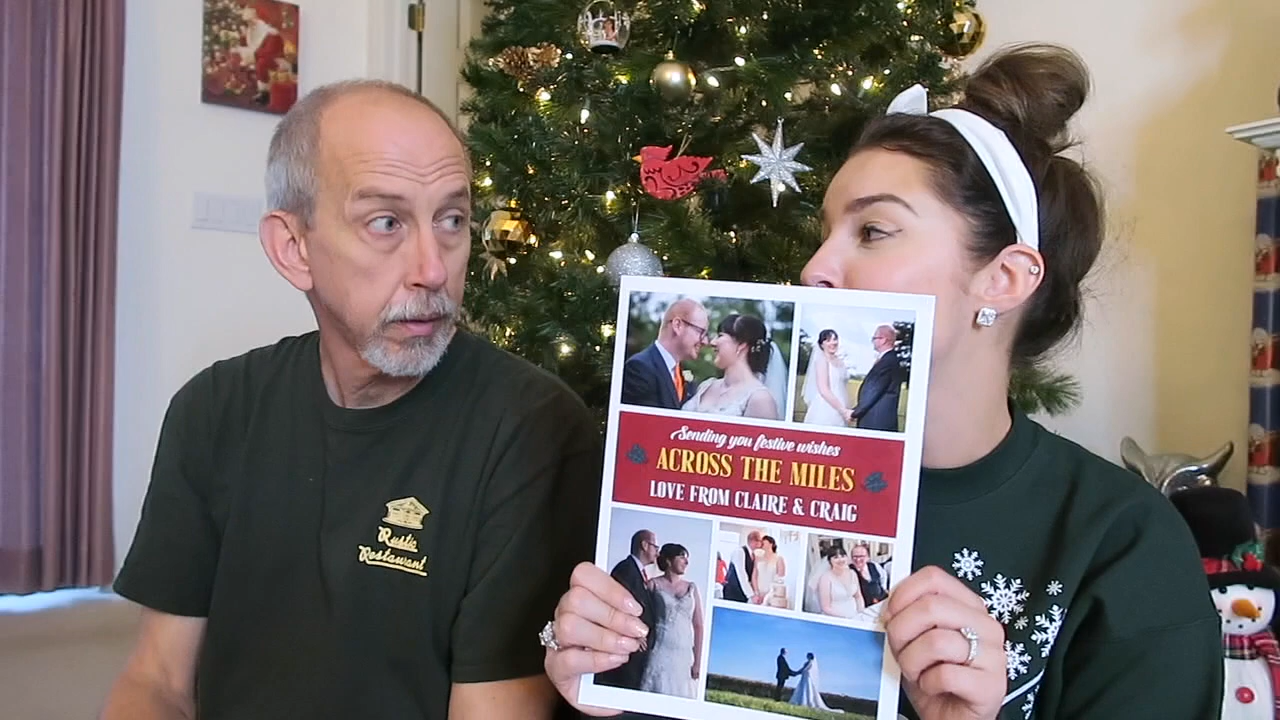 Rustic
Restaurant
Sending you festive wishes
ACROSS THE MILES
LOVE FROM CLAIRE & CRAIG